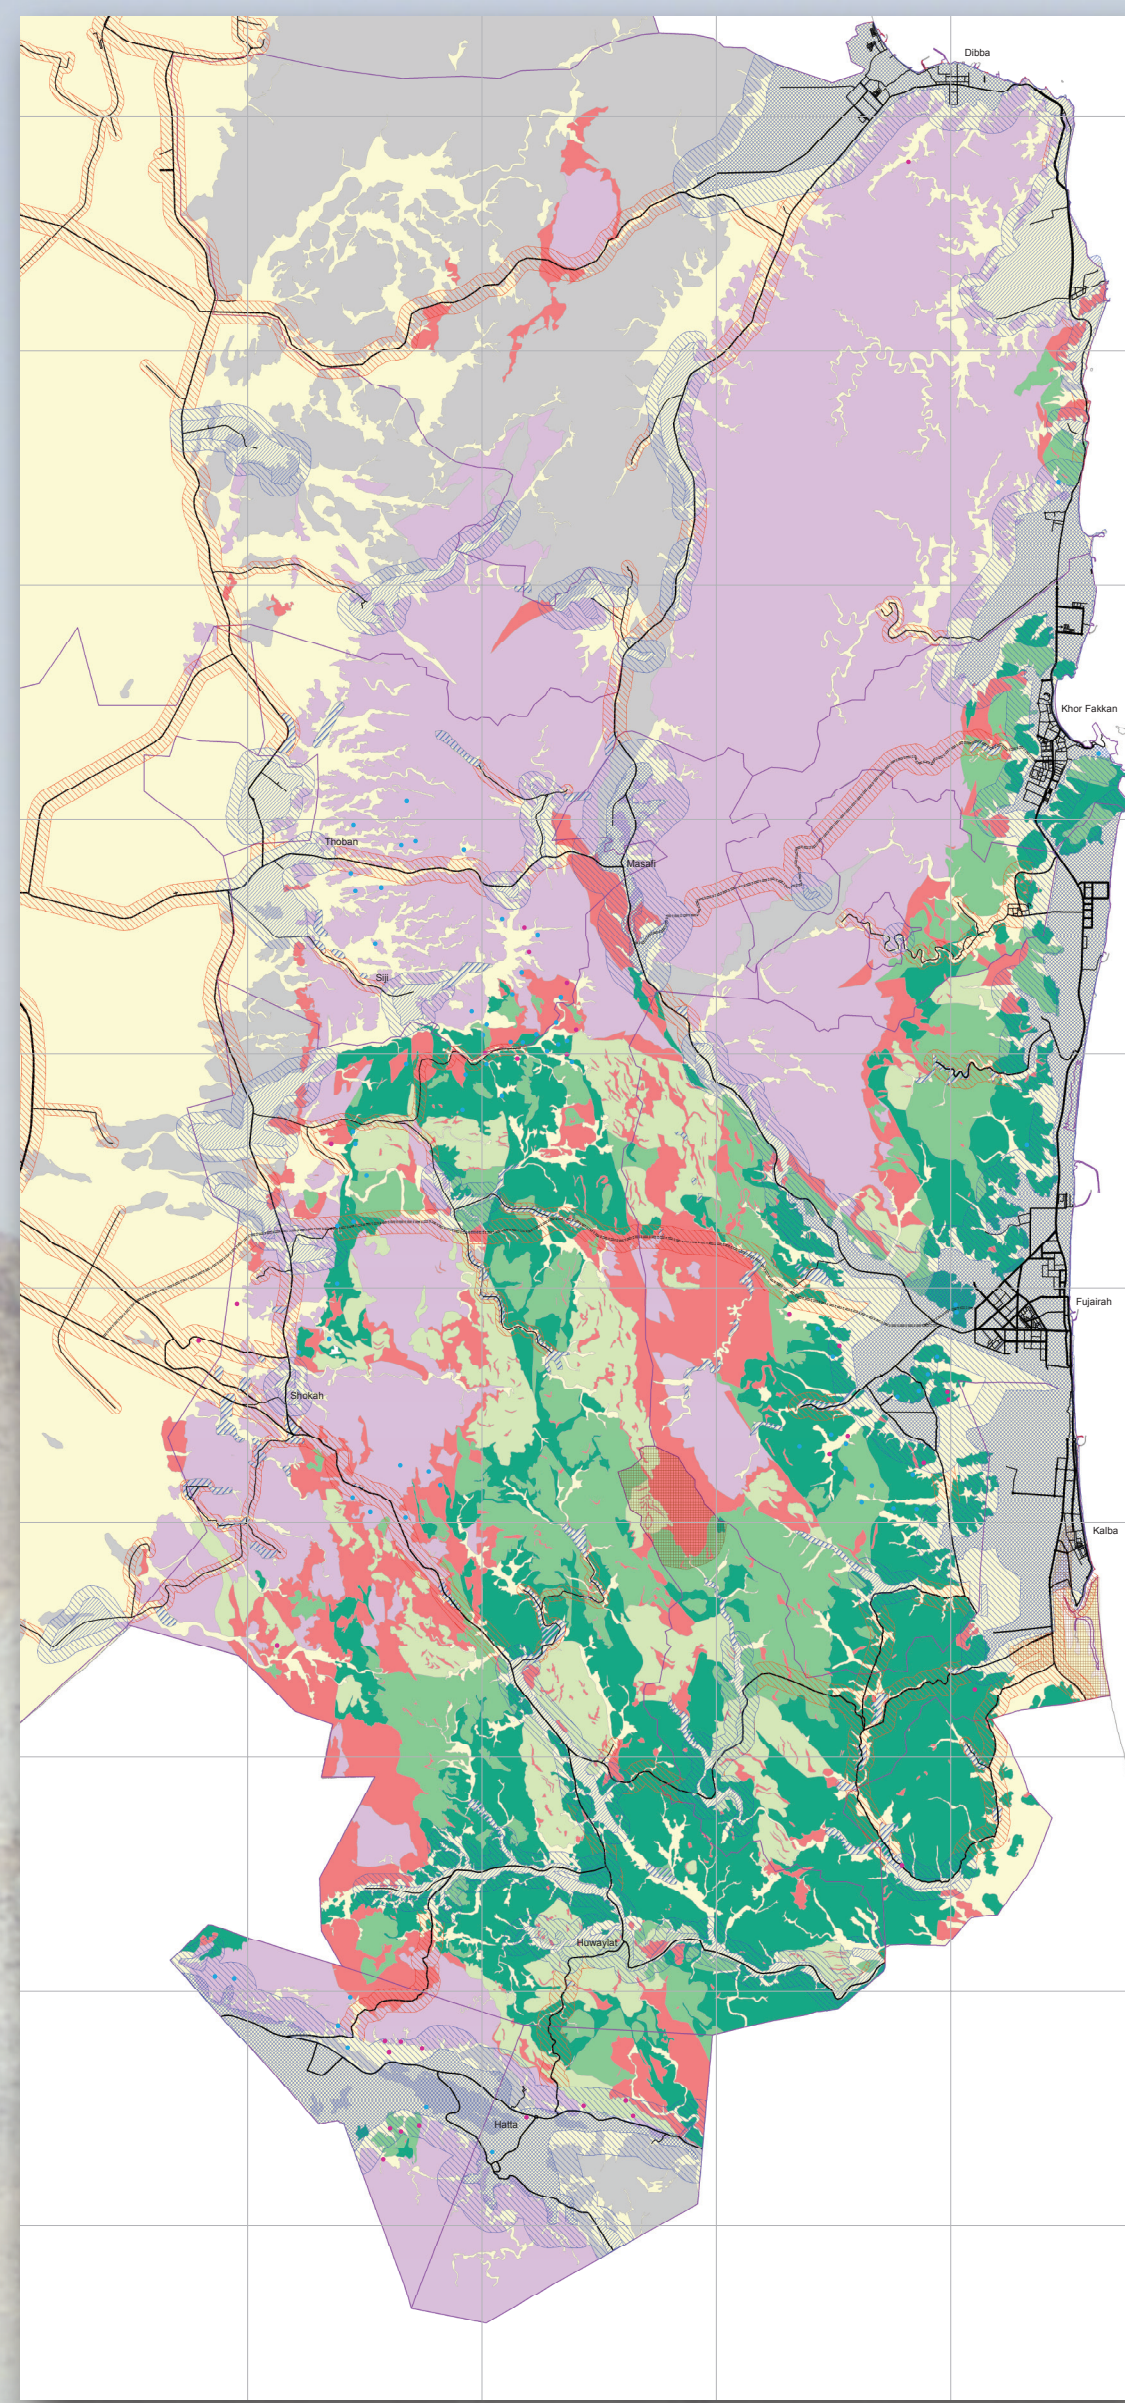 Dibba
Khor Fakkan
Thoban
Masafi
Siji
Fujairah
Shokah
Kalba
Huwaylat
Hatta